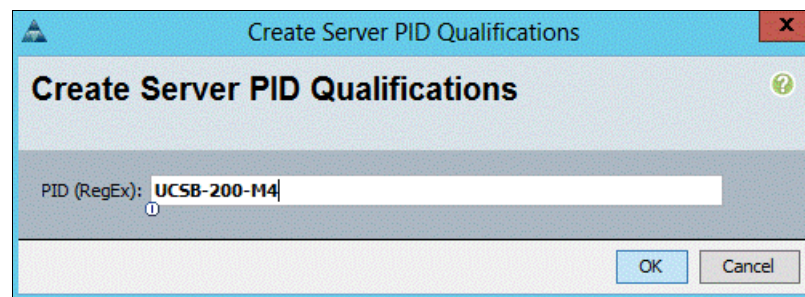 Create Server PID Qualifications
x
Create Server PID Qualifications
?
PID (RegEx): UCSB-200-M4
OK Cancel